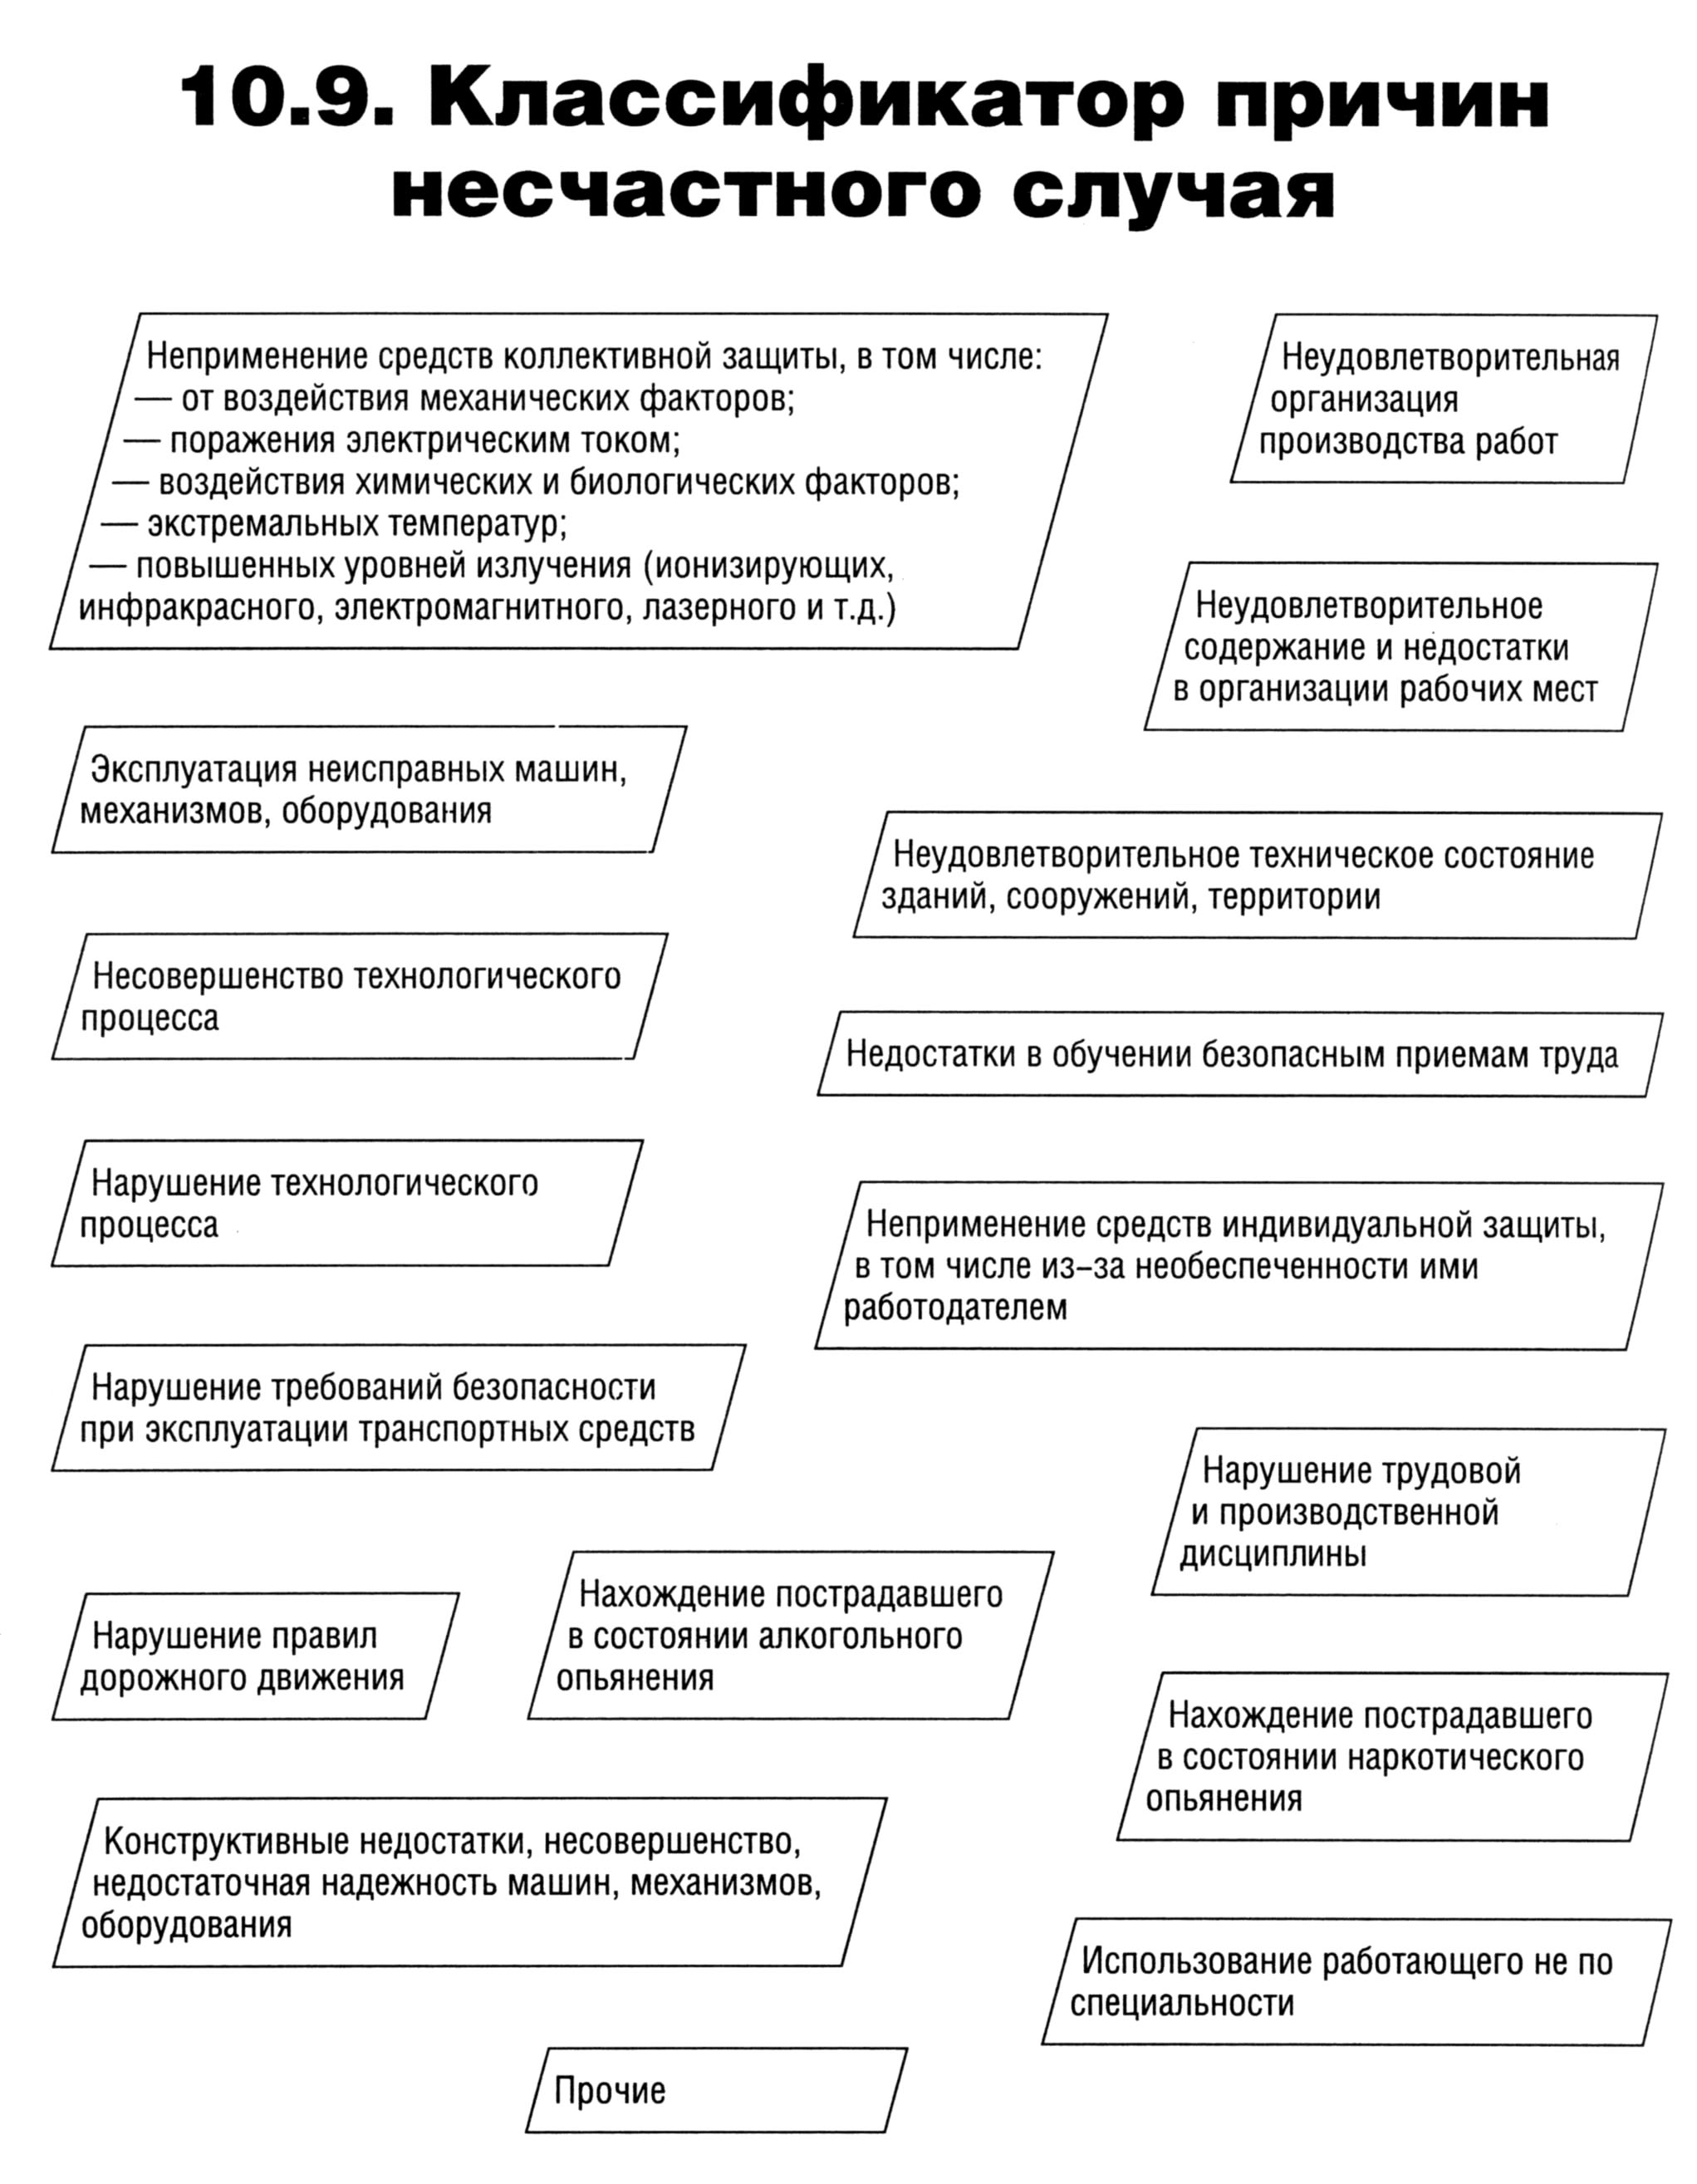 10.9. Классификатор причин
несчастного случая
Неприменение средств коллективной защиты, в том числе:
— от воздействия механических факторов;
— поражения электрическим током;
— воздействия химических и биологических факторов;
— экстремальных температур;
— повышенных уровней излучения (ионизирующих,
инфракрасного, электромагнитного, лазерного и т.д.)
Неудовлетворительная
организация
производства работ
Неудовлетворительное
содержание и недостатки
в организации рабочих мест
Эксплуатация неисправных машин,
механизмов, оборудования
Неудовлетворительное техническое состояние
зданий, сооружений, территории
Несовершенство технологического
процесса
Недостатки в обучении безопасным приемам труда
Нарушение технологического
процесса
Неприменение средств индивидуальной защиты,
в том числе из-за необеспеченности ими
работодателем
Нарушение требований безопасности
при эксплуатации транспортных средств
Нарушение трудовой
и производственной
дисциплины
Нарушение правил
дорожного движения
Нахождение пострадавшего
в состоянии алкогольного
опьянения
Нахождение пострадавшего
в состоянии наркотического
опьянения
Конструктивные недостатки, несовершенство,
недостаточная надежность машин, механизмов,
оборудования
Использование работающего не по
специальности
Прочие